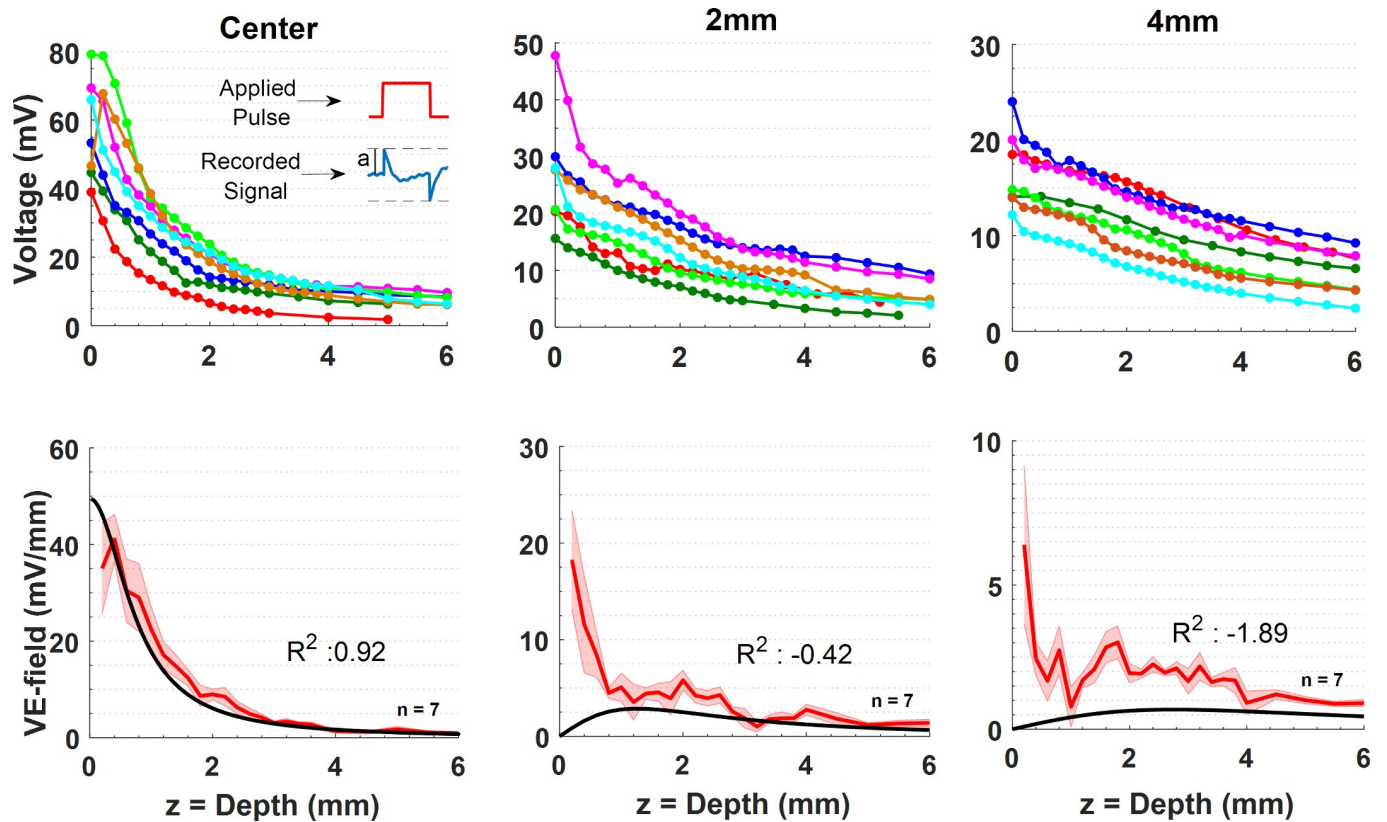 Center
2mm
4mm
Voltage (mV)
80
60
40
20
0
0 2 4 6
Applied
Pulse
Recorded
Signal
a
50
40
30
20
10
0
0 2 4 6
30
20
10
0
0 2 4 6
VE-field (mV/mm)
60
40
20
0
0 2 4 6
R² :0.92
n = 7
z = Depth (mm)
30
20
10
0
0 2 4 6
R² : -0.42
n = 7
z = Depth (mm)
10
5
0
0 2 4 6
R² : -1.89
n = 7
z = Depth (mm)